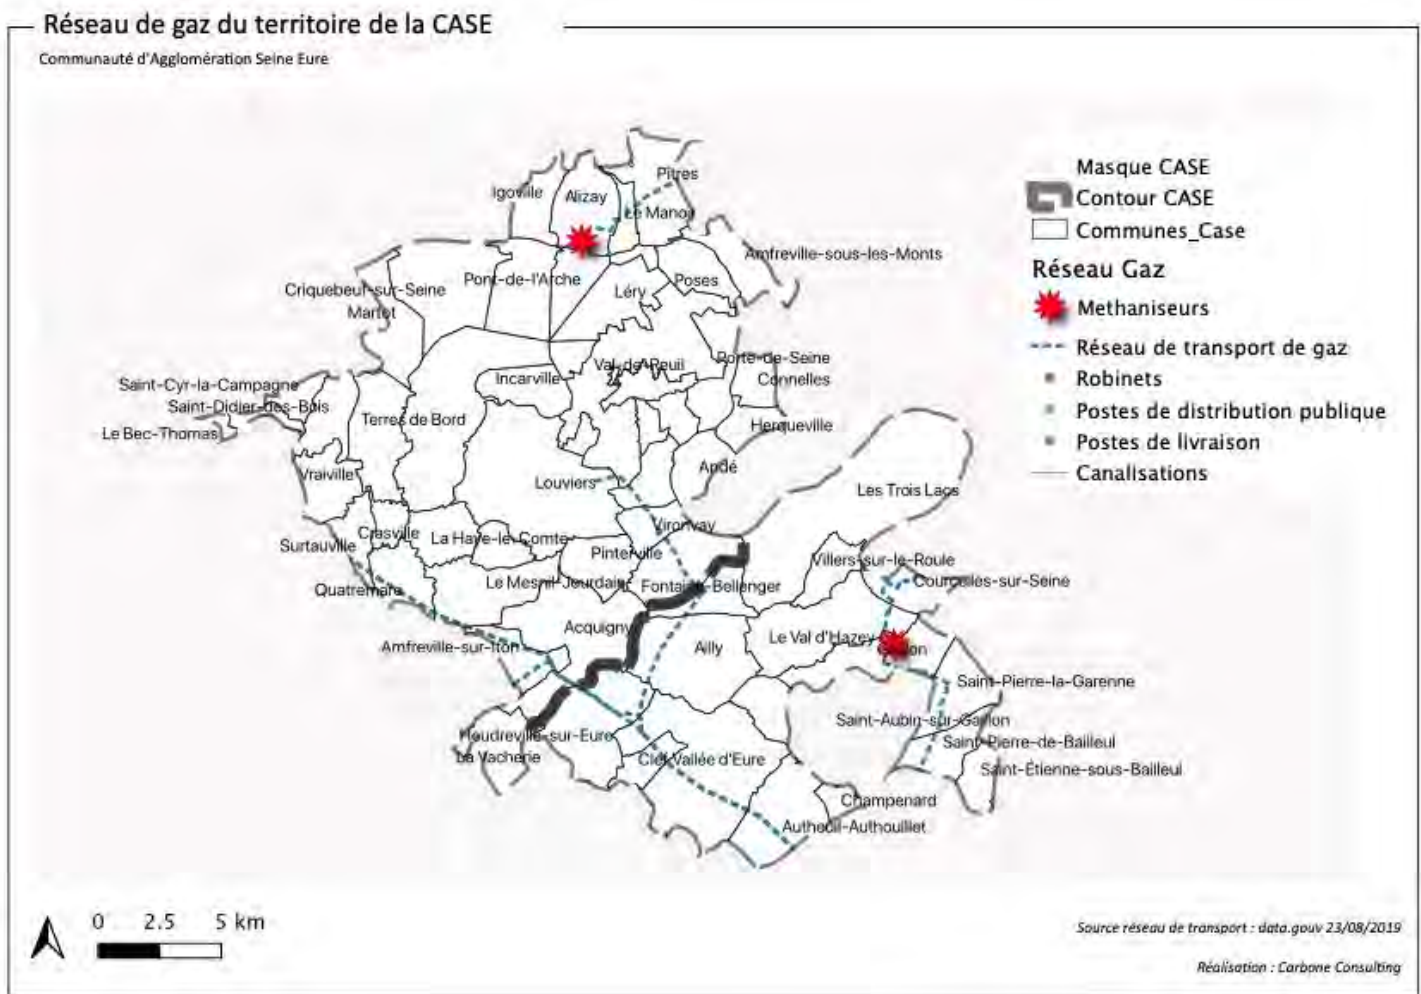 Réseau de gaz du territoire de la CASE
Communauté d'Agglomération Seine Eure
Masque CASE
Contour CASE
Communes_Case
Réseau Gaz
Methaniseurs
Réseau de transport de gaz
Robinets
Postes de distribution publique
Postes de livraison
Canalisations
Pîtres
Igoville
Alizay
Le Manoir
Amfreville-sous-les-Monts
Pont-de-l'Arche
Poses
Criquebeuf-sur-Seine
Léry
Martot
Porte-de-Seine
Val-de-Reuil
Incarville
Connelles
Saint-Cyr-la-Campagne
Saint-Didier-des-Bois
Terres de Bord
Herqueville
Le Bec-Thomas
Andé
Vraiville
Louviers
Les Trois Lacs
Vironvay
Crasville
La Haye-le-Comte
Surtauville
Pinterville
Villers-sur-le-Roule
Courcelles-sur-Seine
Le Mesnil-Jourdain
Fontaine-Bellenger
Quatremare
Acquigny
Le Val d'Hazey
Amfreville-sur-Iton
Ailly
Gaillon
Saint-Pierre-la-Garenne
Saint-Aubin-sur-Gaillon
Heudreville-sur-Eure
Saint-Pierre-de-Bailleul
La Vacherie
Clef Vallée d'Eure
Saint-Étienne-sous-Bailleul
Champenard
Autheuil-Authouillet
0 2.5 5 km
Source réseau de transport : data.gouv 23/08/2019
Réalisation : Carbone Consulting